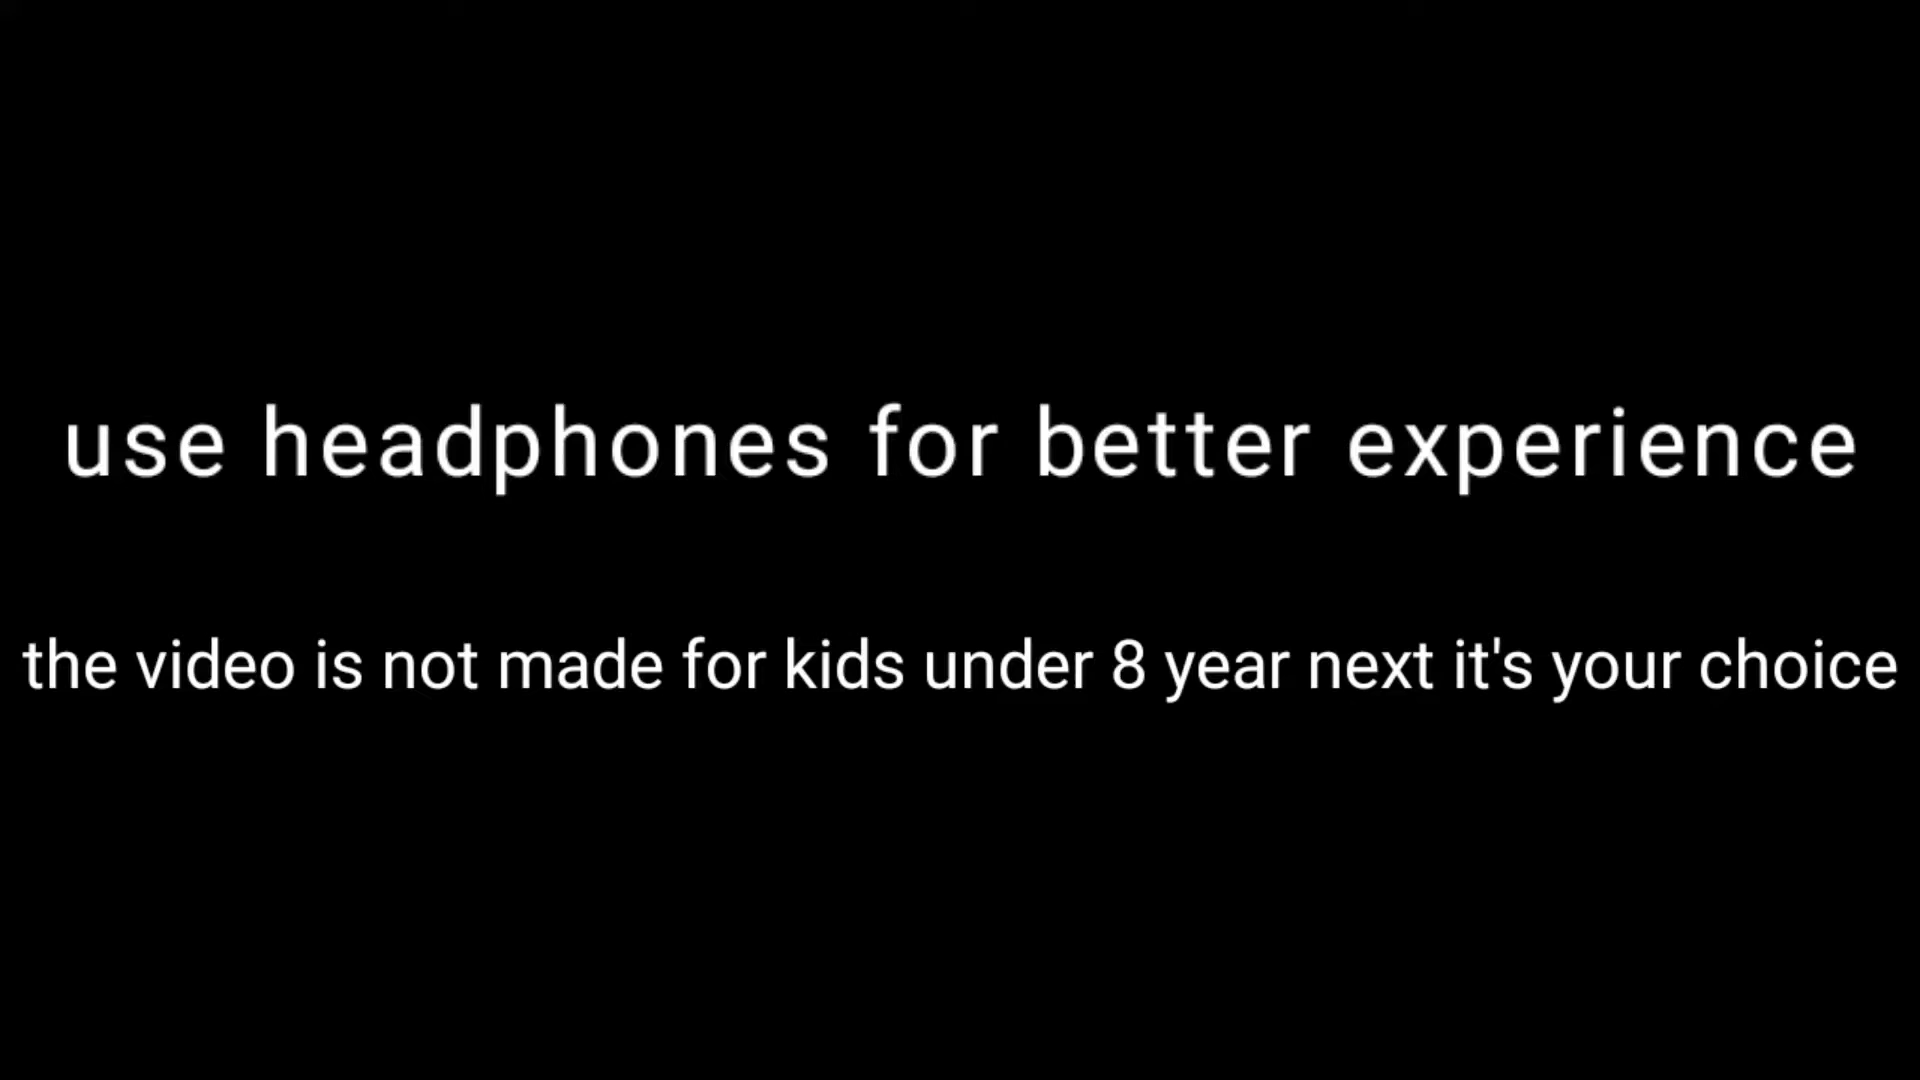 use headphones for better experience
the video is not made for kids under 8 year next it's your choice